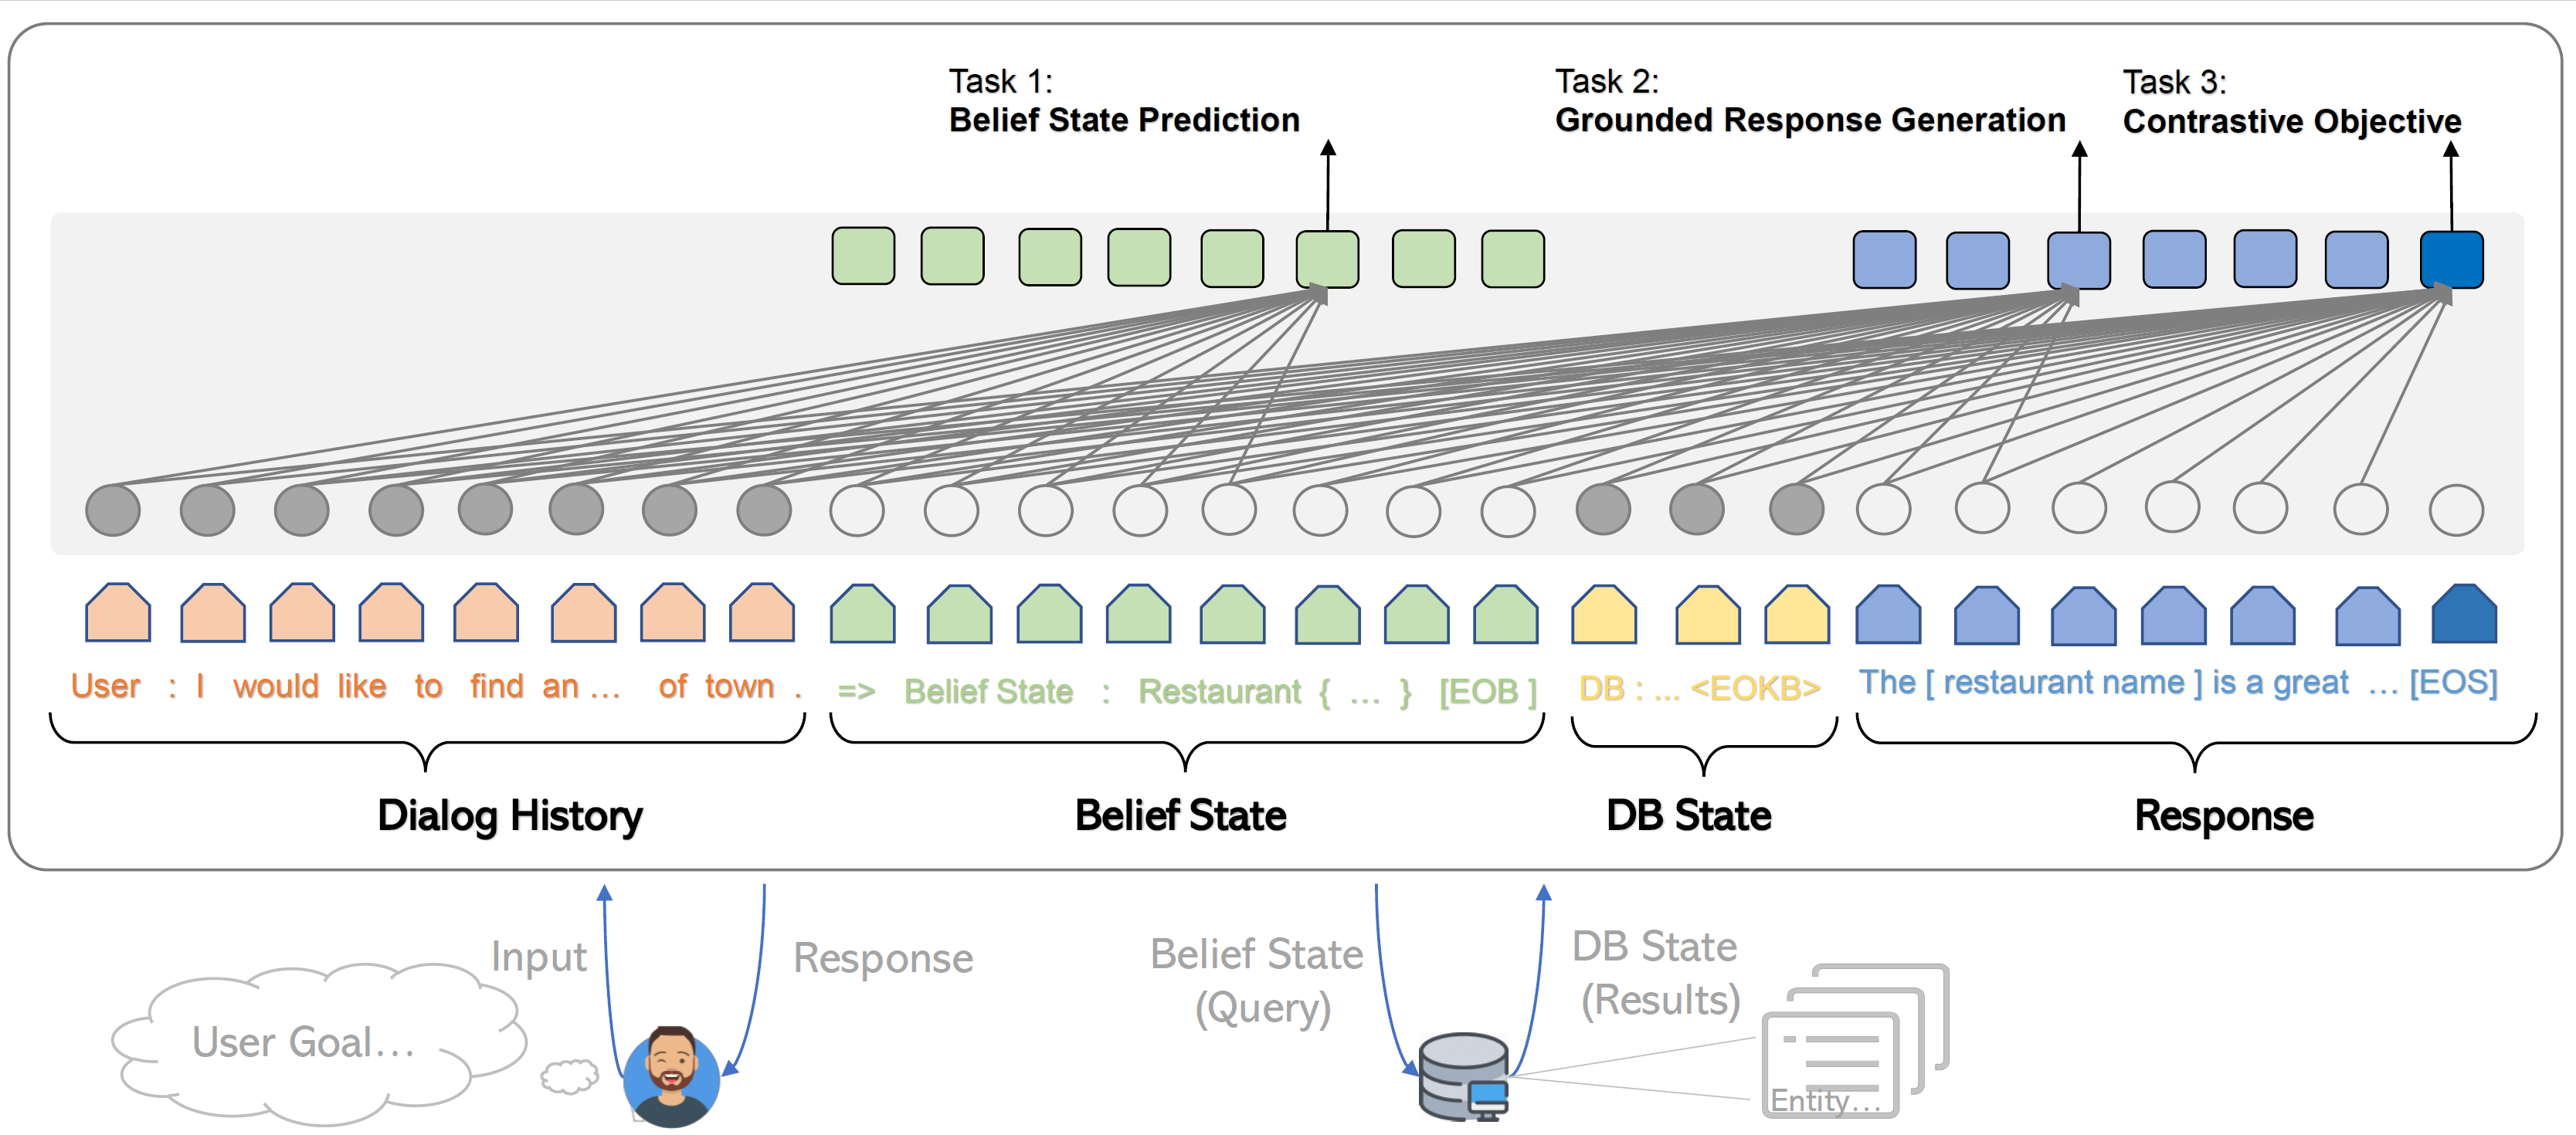 Task 1:
Belief State Prediction
Task 2:
Grounded Response Generation
Task 3:
Contrastive Objective
User : I would like to find an … of town .
=> Belief State : Restaurant { … } [EOB ]
DB : ... <EOKB>
The [ restaurant name ] is a great … [EOS]
Dialog History
Belief State
DB State
Response
Input
Response
Belief State
(Query)
DB State
(Results)
User Goal…
Entity…